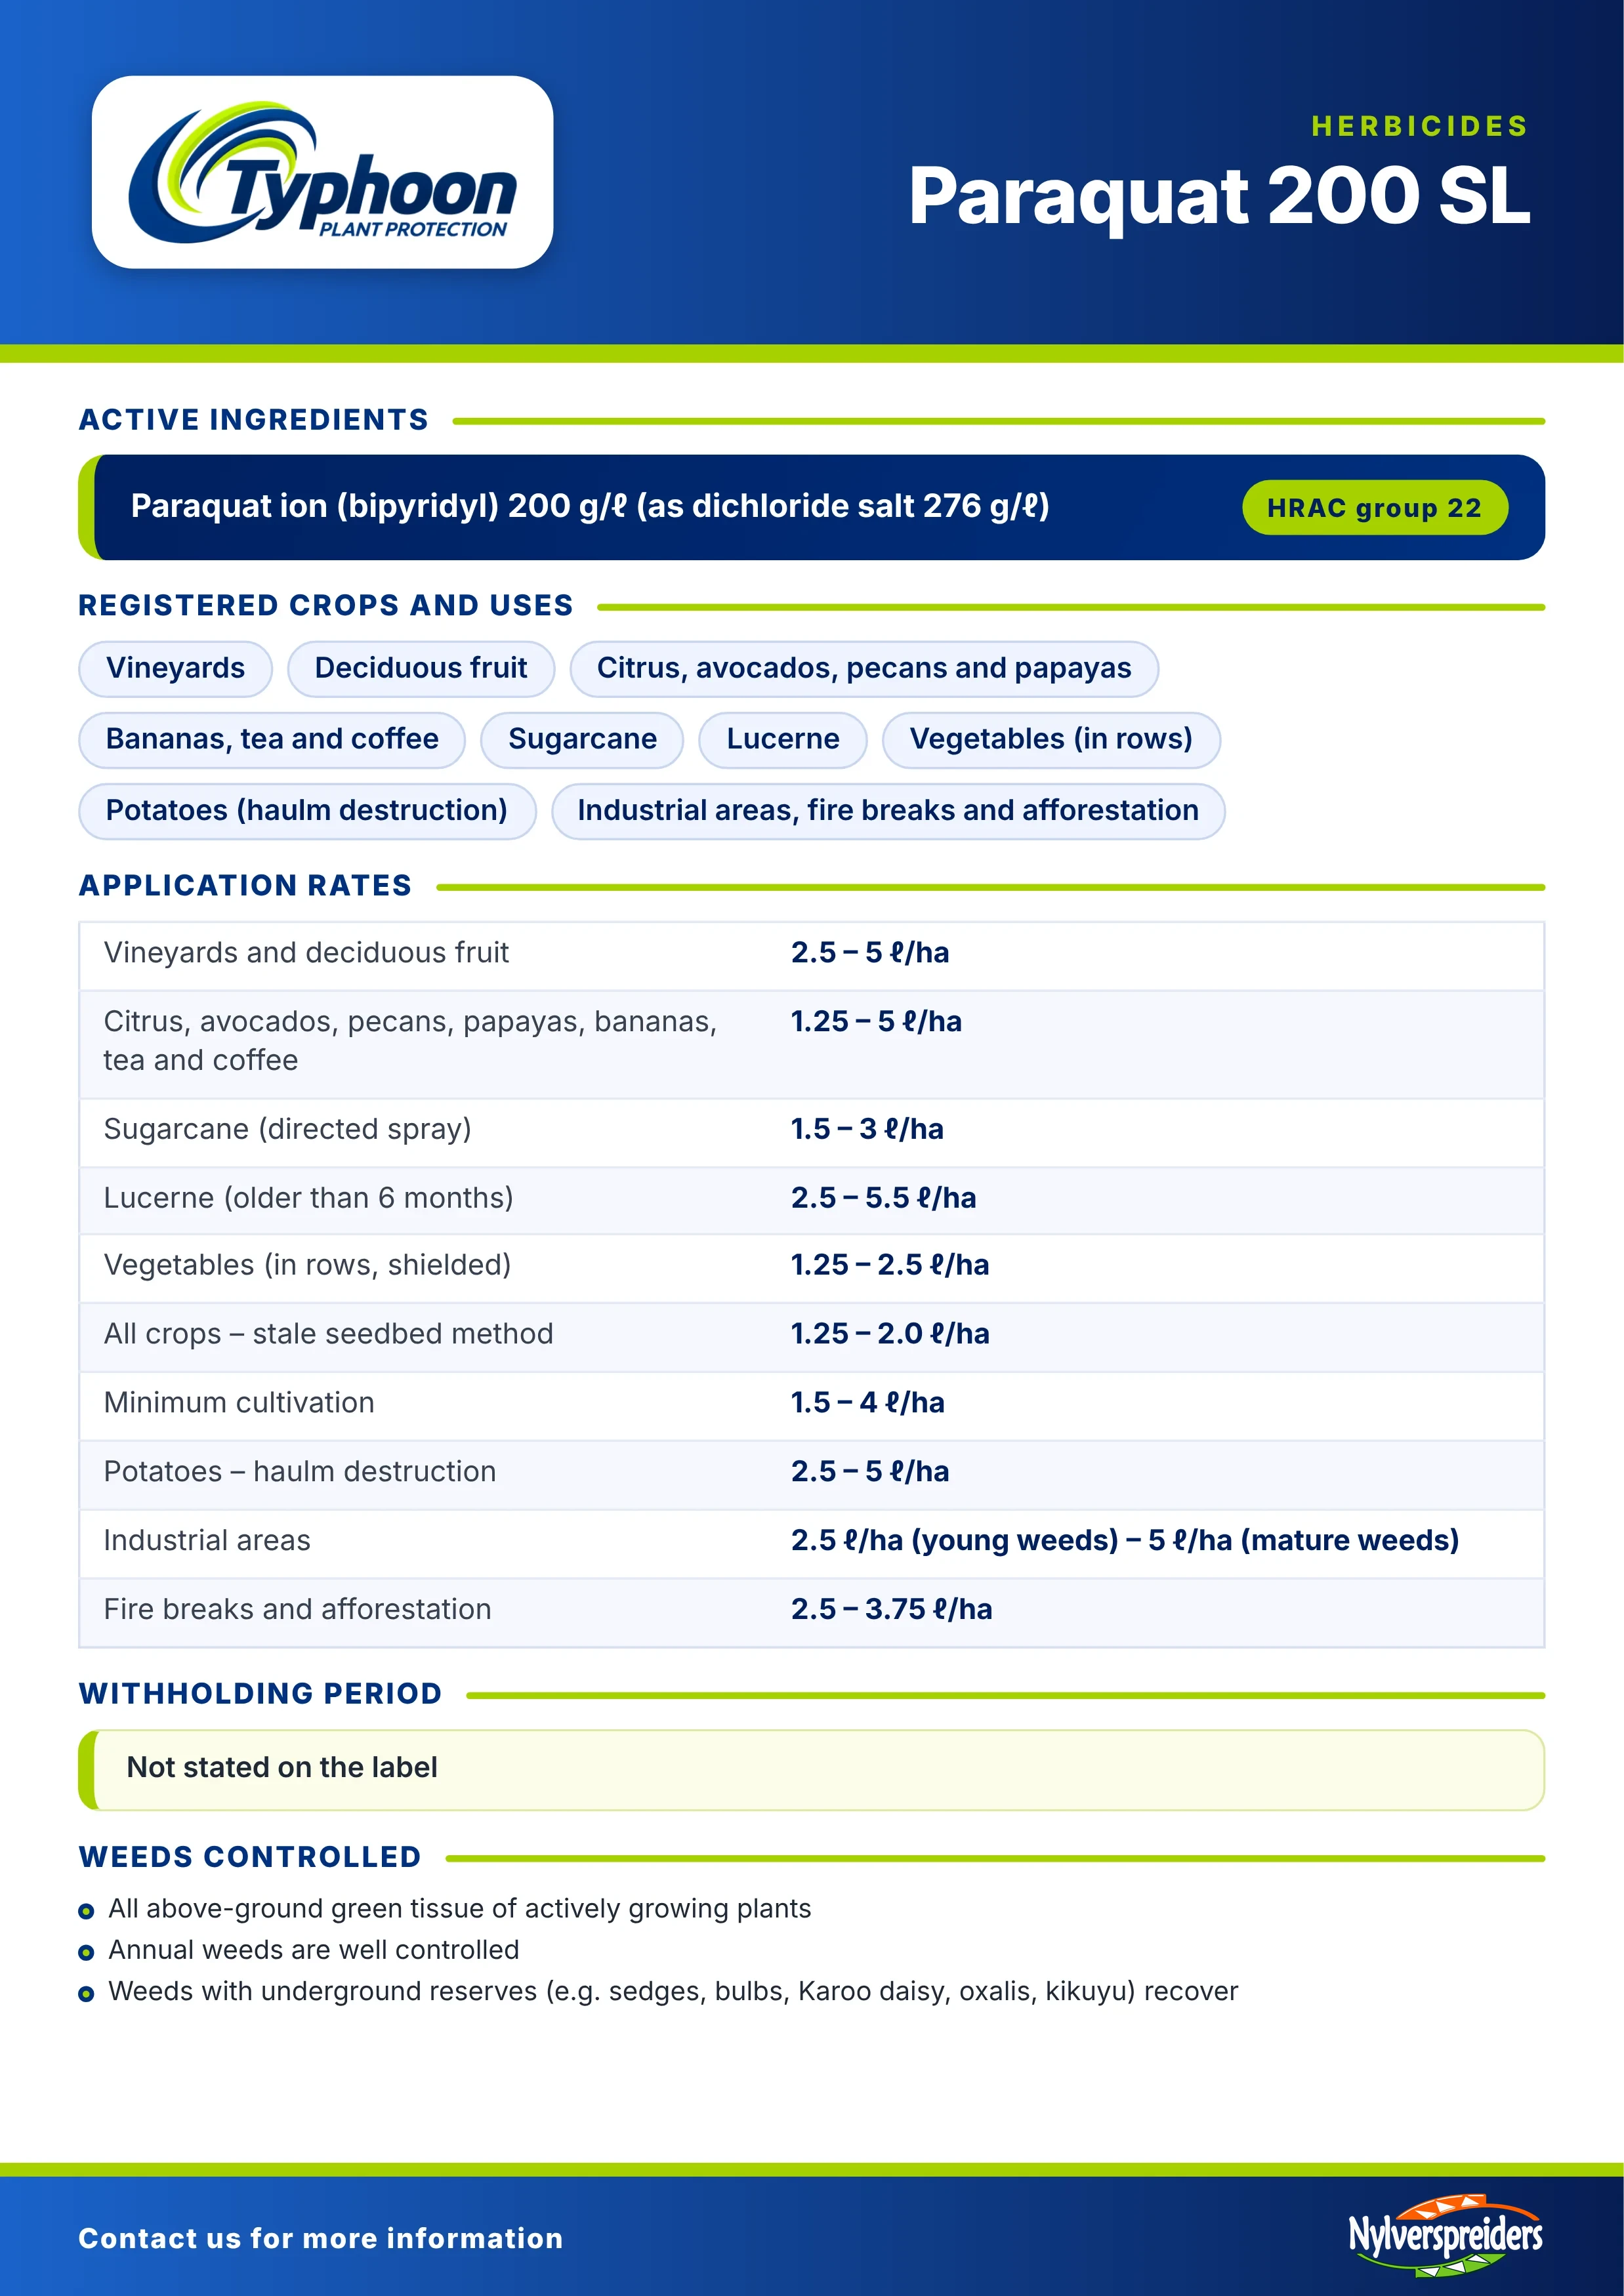 Typhoon
PLANT PROTECTION
HERBICIDES
Paraquat 200 SL
ACTIVE INGREDIENTS
Paraquat ion (bipyridyl) 200 g/ℓ (as dichloride salt 276 g/ℓ)
HRAC group 22
REGISTERED CROPS AND USES
Vineyards
Deciduous fruit
Citrus, avocados, pecans and papayas
Bananas, tea and coffee
Sugarcane
Lucerne
Vegetables (in rows)
Potatoes (haulm destruction)
Industrial areas, fire breaks and afforestation
APPLICATION RATES
Vineyards and deciduous fruit
2.5 – 5 ℓ/ha
Citrus, avocados, pecans, papayas, bananas,
tea and coffee
1.25 – 5 ℓ/ha
Sugarcane (directed spray)
1.5 – 3 ℓ/ha
Lucerne (older than 6 months)
2.5 – 5.5 ℓ/ha
Vegetables (in rows, shielded)
1.25 – 2.5 ℓ/ha
All crops – stale seedbed method
1.25 – 2.0 ℓ/ha
Minimum cultivation
1.5 – 4 ℓ/ha
Potatoes – haulm destruction
2.5 – 5 ℓ/ha
Industrial areas
2.5 ℓ/ha (young weeds) – 5 ℓ/ha (mature weeds)
Fire breaks and afforestation
2.5 – 3.75 ℓ/ha
WITHHOLDING PERIOD
Not stated on the label
WEEDS CONTROLLED
All above-ground green tissue of actively growing plants
Annual weeds are well controlled
Weeds with underground reserves (e.g. sedges, bulbs, Karoo daisy, oxalis, kikuyu) recover
Contact us for more information
Nylverspreiders